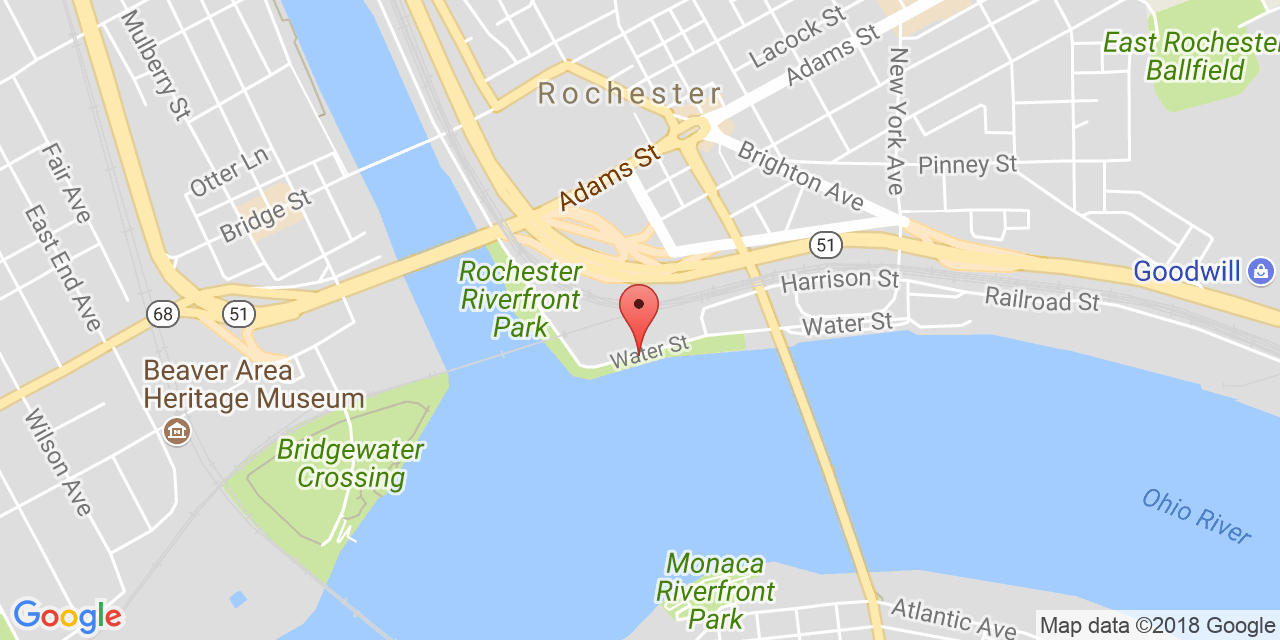 Mulberry St
Lacock St
Adams St
East Rochester
Ballfield
Rochester
New York Ave
Fair Ave
Otter Ln
Adams St
Brighton Ave
Pinney St
Bridge St
East End Ave
51
Rochester
Riverfront
Park
Harrison St
Goodwill
Railroad St
68
51
Water St
Water St
Beaver Area
Heritage Museum
Wilson Ave
Bridgewater
Crossing
Ohio River
Monaca
Riverfront
Park
Atlantic Ave
Google
Map data ©2018 Google